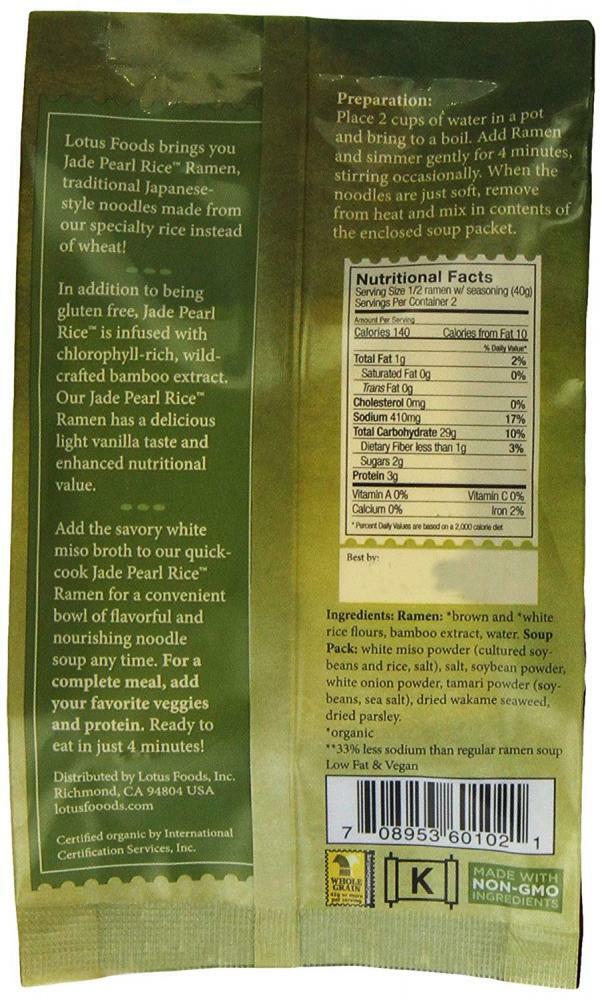 Lotus Foods brings you
Jade Pearl Rice™ Ramen,
traditional Japanese-
style noodles made from
our specialty rice instead
of wheat!
In addition to being
gluten free, Jade Pearl
Rice™ is infused with
chlorophyll-rich, wild-
crafted bamboo extract.
Our Jade Pearl Rice™
Ramen has a delicious
light vanilla taste and
enhanced nutritional
value.
Add the savory white
miso broth to our quick-
cook Jade Pearl Rice™
Ramen for a convenient
bowl of flavorful and
nourishing noodle
soup any time. For a
complete meal, add
your favorite veggies
and protein. Ready to
eat in just 4 minutes!
Distributed by Lotus Foods, Inc.
Richmond, CA 94804 USA
lotusfooods.com
Certified organic by International
Certification Services, Inc.
Preparation:
Place 2 cups of water in a pot
and bring to a boil. Add Ramen
and simmer gently for 4 minutes,
stirring occasionally. When the
noodles are just soft, remove
from heat and mix in contents of
the enclosed soup packet.
Nutritional Facts
Serving Size 1/2 ramen w/ seasoning (40g)
Servings Per Container 2
Amount Per Serving
Calories 140 Calories from Fat 10
% Daily Value*
Total Fat 1g 2%
Saturated Fat 0g 0%
Trans Fat 0g
Cholesterol 0mg 0%
Sodium 410mg 17%
Total Carbohydrate 29g 10%
Dietary Fiber less than 1g 3%
Sugars 2g
Protein 3g
Vitamin A 0% Vitamin C 0%
Calcium 0% Iron 2%
* Percent Daily Values are based on a 2,000 calorie diet
Best by:
Ingredients: Ramen: *brown and *white
rice flours, bamboo extract, water. Soup
Pack: white miso powder (cultured soy-
beans and rice, salt), salt, soybean powder,
white onion powder, tamari powder (soy-
beans, sea salt), dried wakame seaweed,
dried parsley.
*organic
**33% less sodium than regular ramen soup
Low Fat & Vegan
7 08953 60102 1
WHOLE
GRAIN
per serving
K
MADE WITH
NON-GMO
INGREDIENTS